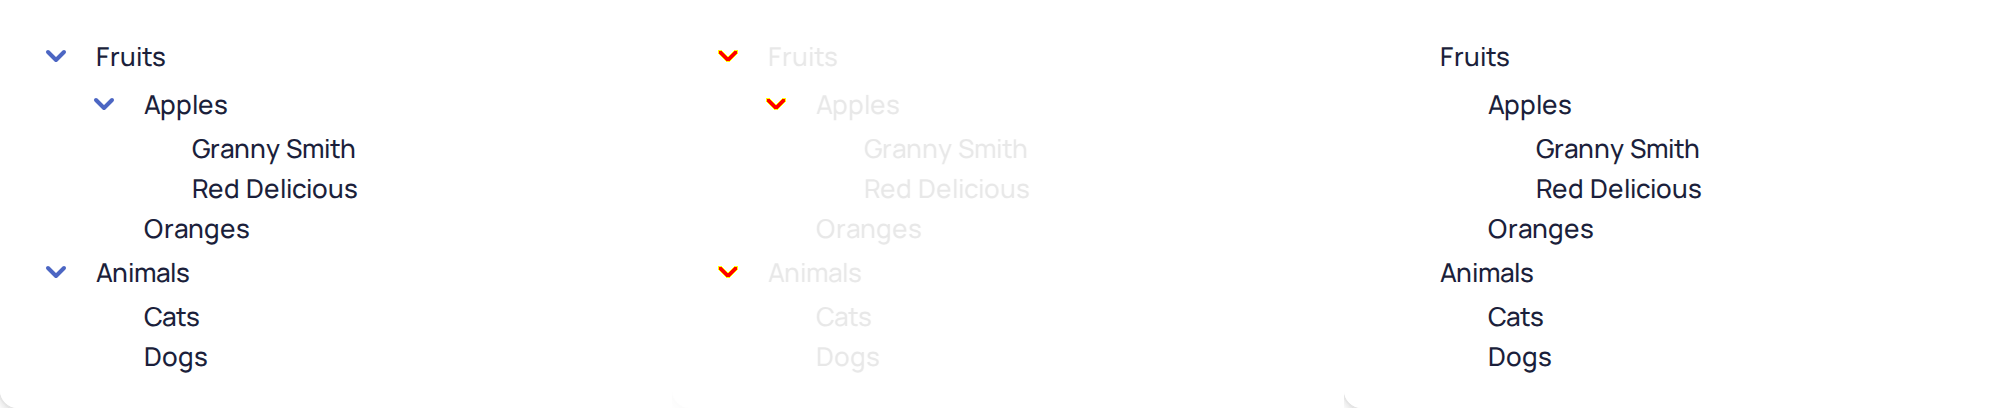 Fruits
Apples
Granny Smith
Red Delicious
Oranges
Animals
Cats
Dogs
Fruits
Apples
Granny Smith
Red Delicious
Oranges
Animals
Cats
Dogs
Fruits
Apples
Granny Smith
Red Delicious
Oranges
Animals
Cats
Dogs